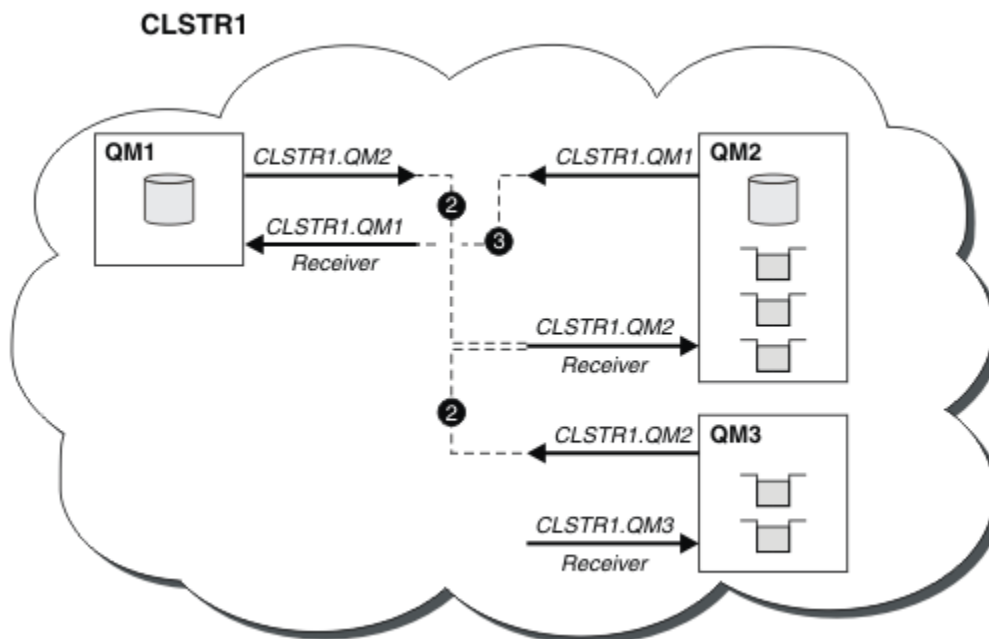 CLSTR1
QM1
CLSTR1.QM2
CLSTR1.QM1
QM2
2
CLSTR1.QM1
3
Receiver
CLSTR1.QM2
Receiver
2
CLSTR1.QM2
QM3
CLSTR1.QM3
Receiver